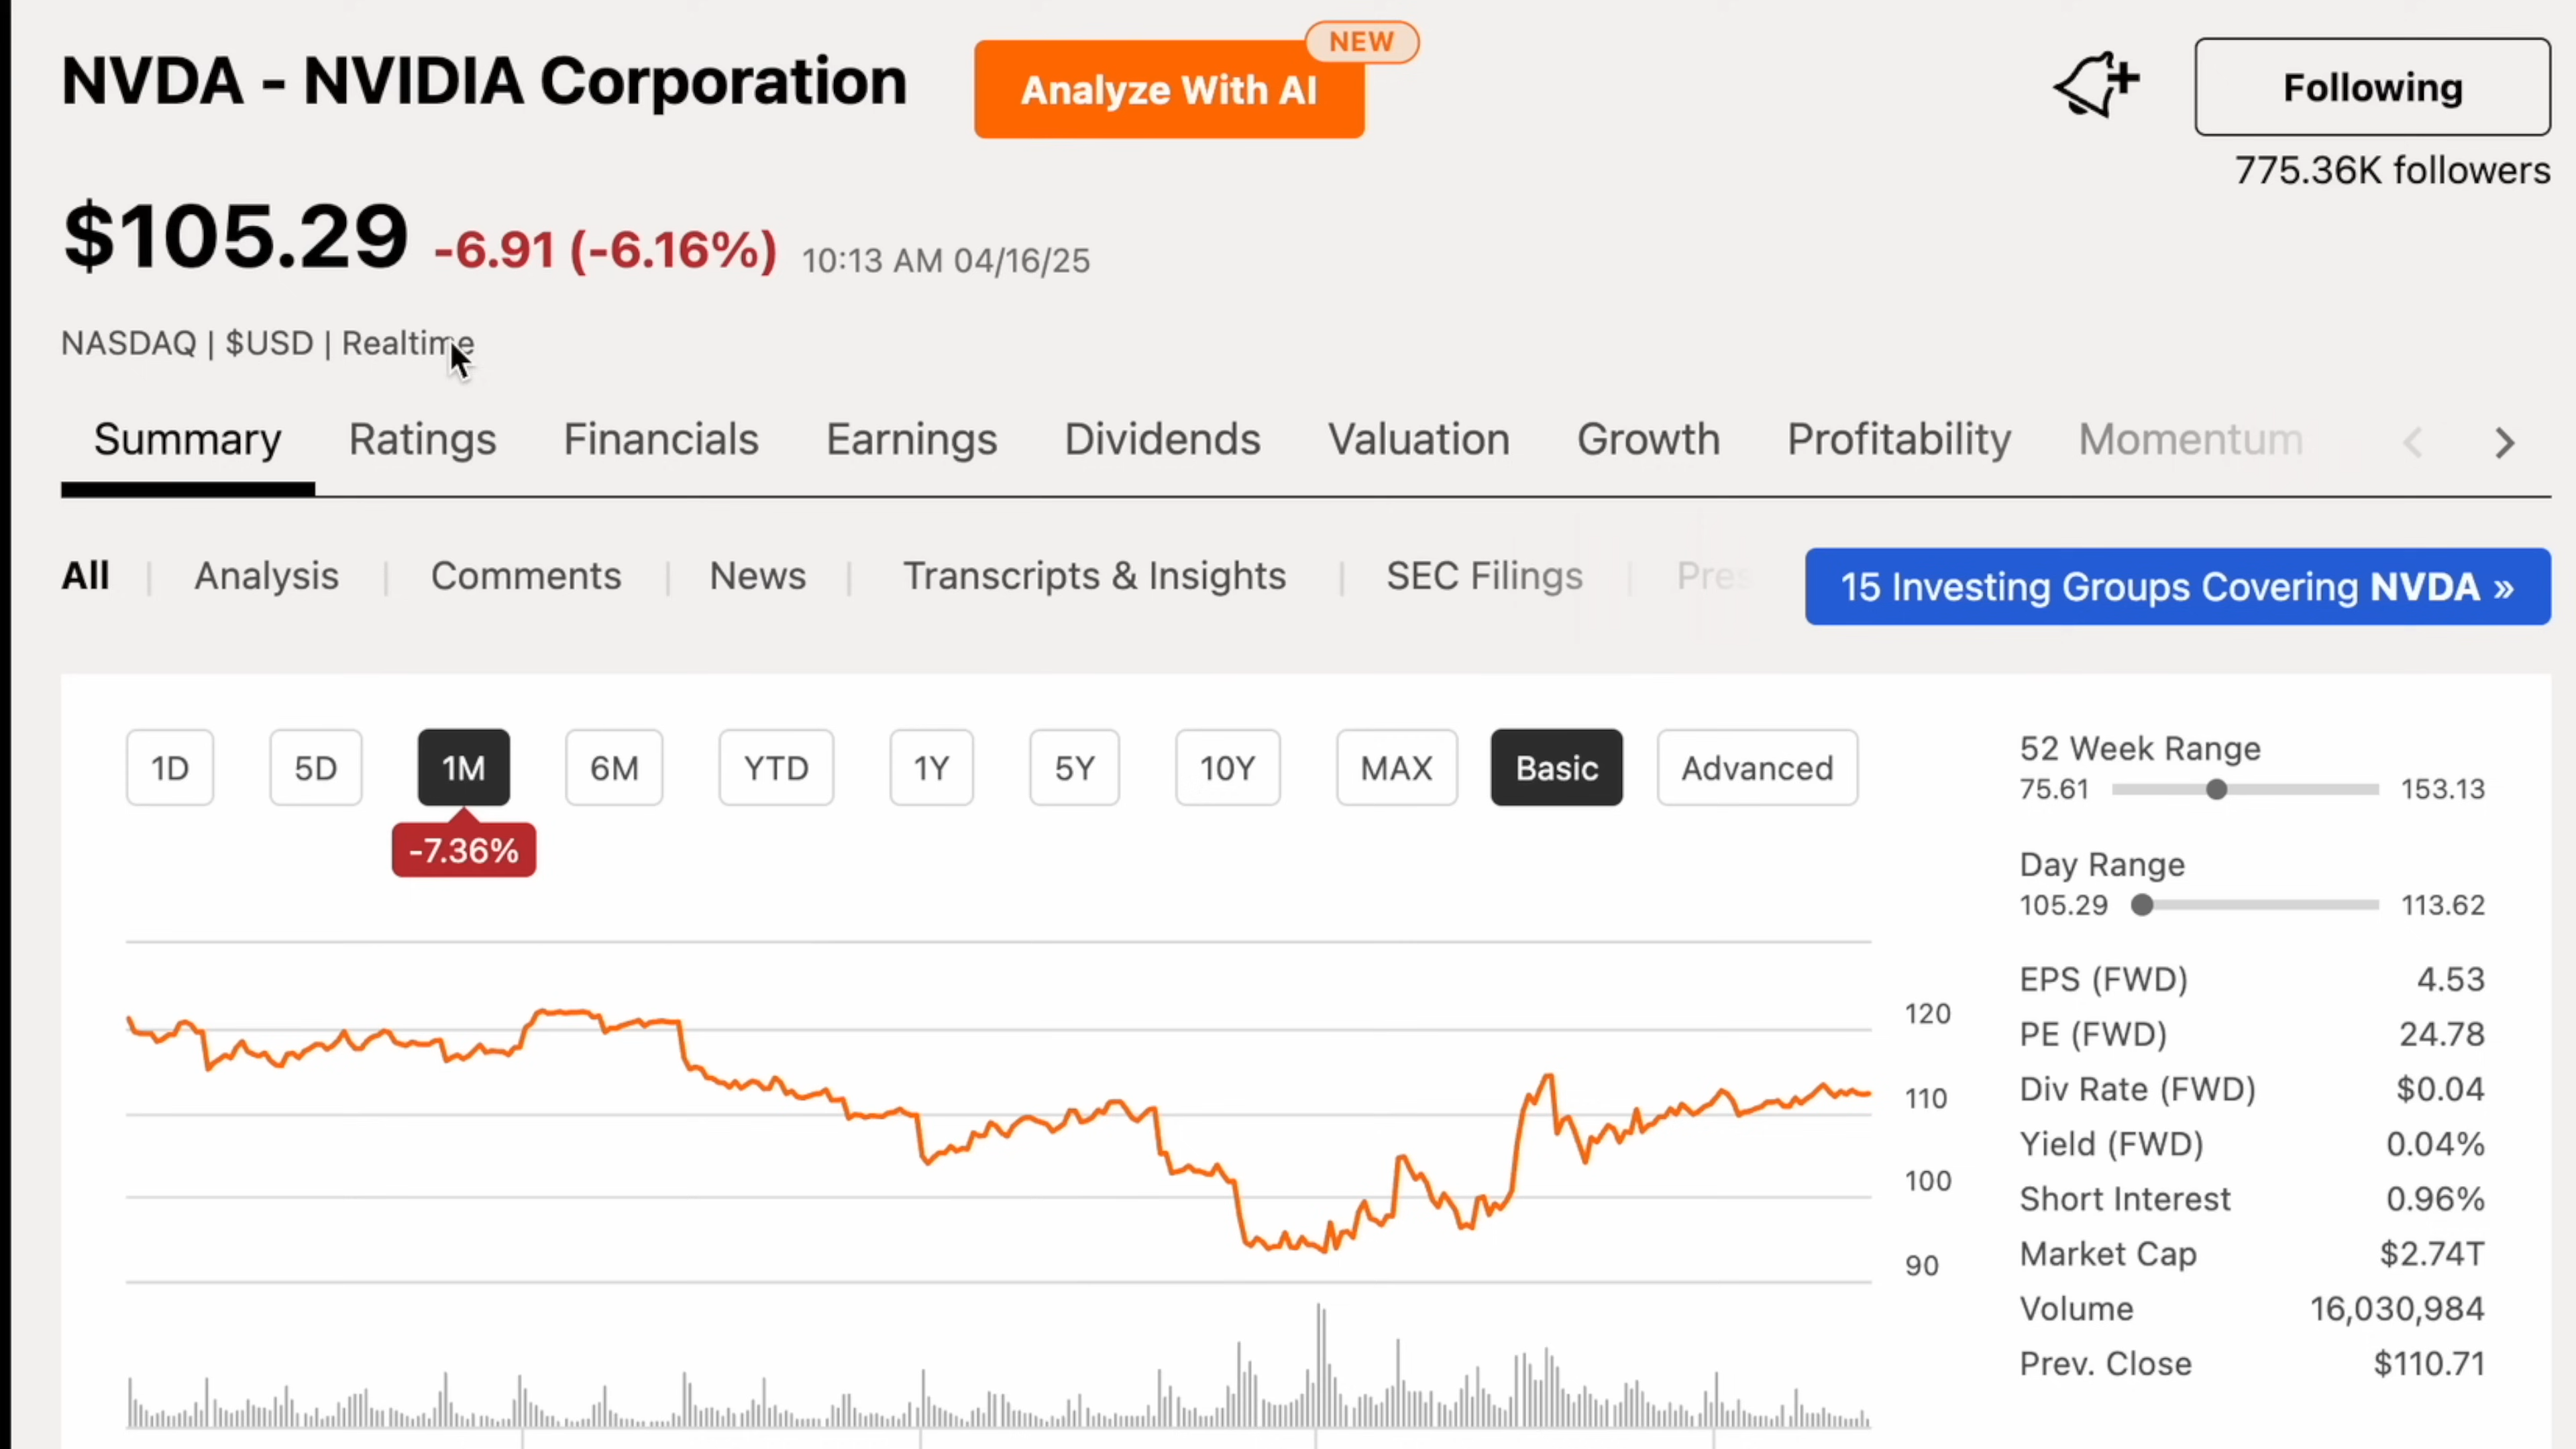 NVDA - NVIDIA Corporation
Analyze With AI
NEW
Following
775.36K followers
$105.29 -6.91 (-6.16%) 10:13 AM 04/16/25
NASDAQ | $USD | Realtime
Summary Ratings Financials Earnings Dividends Valuation Growth Profitability Momentum
All | Analysis | Comments | News | Transcripts & Insights | SEC Filings | Pres
15 Investing Groups Covering NVDA »
1D 5D 1M 6M YTD 1Y 5Y 10Y MAX Basic Advanced
-7.36%
120
110
100
90
52 Week Range
75.61 153.13
Day Range
105.29 113.62
EPS (FWD) 4.53
PE (FWD) 24.78
Div Rate (FWD) $0.04
Yield (FWD) 0.04%
Short Interest 0.96%
Market Cap $2.74T
Volume 16,030,984
Prev. Close $110.71